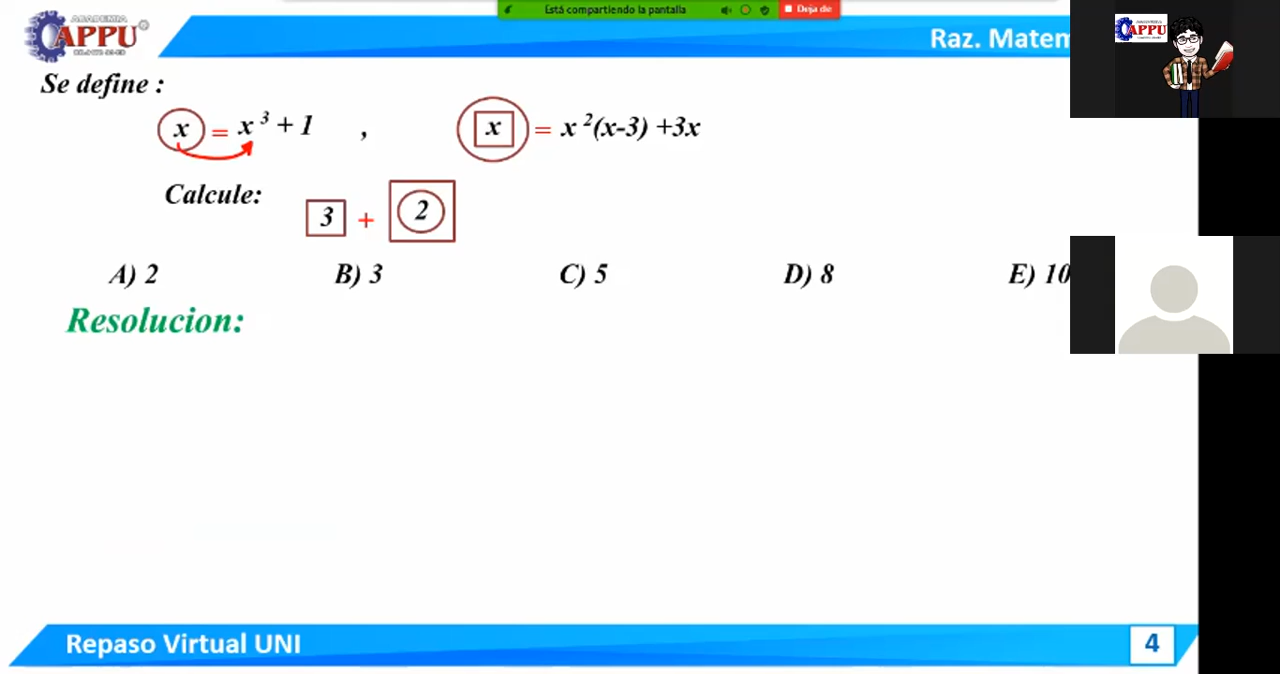 Está compartiendo la pantalla Deja de
ACADEMIA
APPU
Raz. Matem
APPU
Se define :
x = x³ + 1 , x = x²(x-3) +3x
Calcule: 3 + 2
A) 2 B) 3 C) 5 D) 8 E) 10
Resolucion:
Repaso Virtual UNI 4